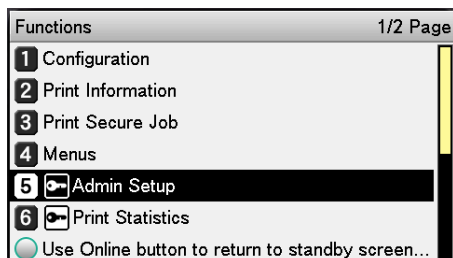 Functions 1/2 Page
1 Configuration
2 Print Information
3 Print Secure Job
4 Menus
5 Admin Setup
6 Print Statistics
Use Online button to return to standby screen...